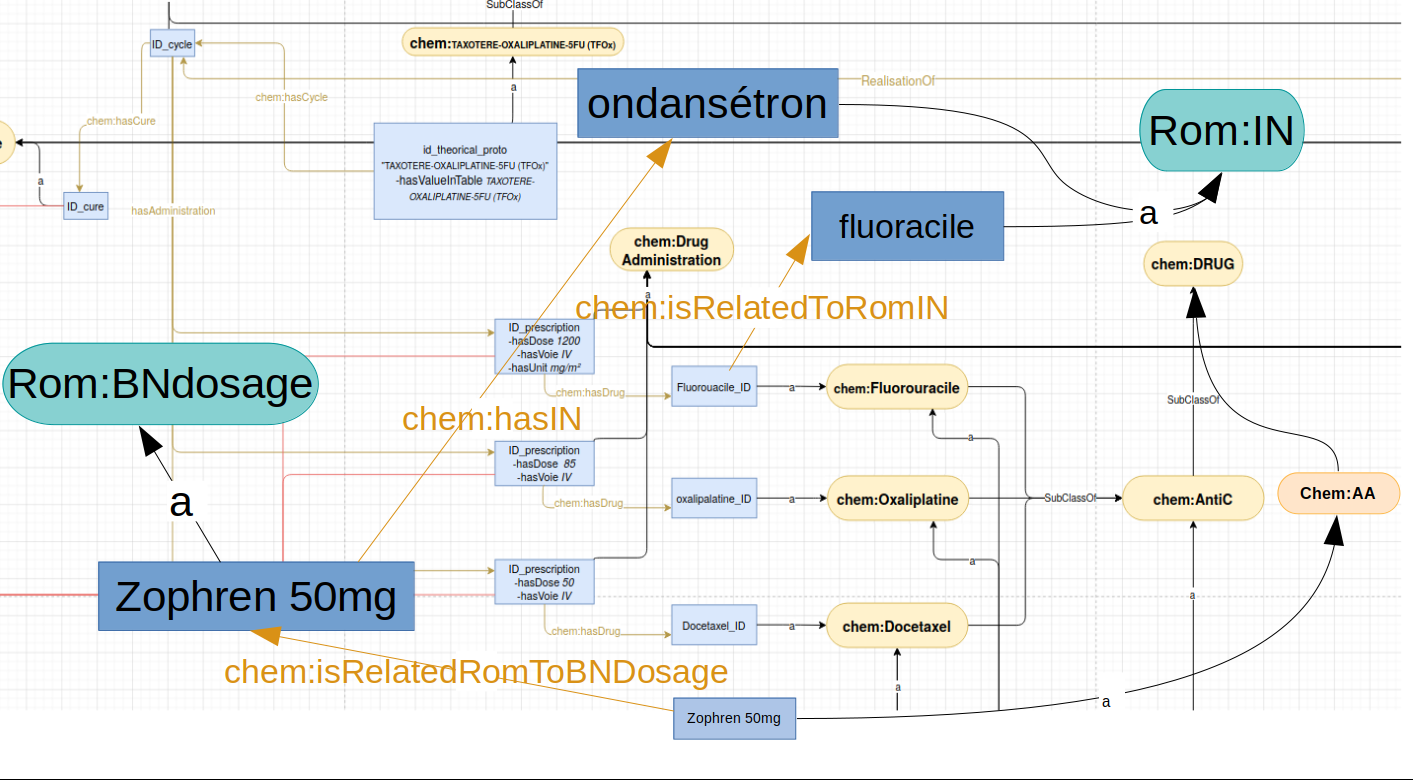 SubClassOf
ID_cycle
chem:TAXOTERE-OXALIPLATINE-5FU (TFOx)
a
chem:hasCycle
chem:hasCure
ondansétron
RealisationOf
Rom:IN
id_theorical_proto
"TAXOTERE-OXALIPLATINE-5FU (TFOx)"
-hasValueInTable TAXOTERE-
OXALIPLATINE-5FU (TFOx)
e
a
ID_cure
hasAdministration
fluoracile
a
chem:Drug
Administration
chem:DRUG
a
chem:isRelatedToRomIN
ID_prescription
-hasDose 1200
-hasVoie IV
-hasUnit mg/m²
Rom:BNdosage
chem:hasDrug
Fluorouacile_ID
a
chem:Fluorouracile
SubClassOf
chem:hasIN
a
ID_prescription
-hasDose 85
-hasVoie IV
a
chem:hasDrug
oxalipalatine_ID
a
chem:Oxaliplatine
SubClassOf
chem:AntiC
Chem:AA
a
ID_prescription
-hasDose 50
-hasVoie IV
Zophren 50mg
a
chem:hasDrug
Docetaxel_ID
a
chem:Docetaxel
chem:isRelatedRomToBNDosage
a
Zophren 50mg
a